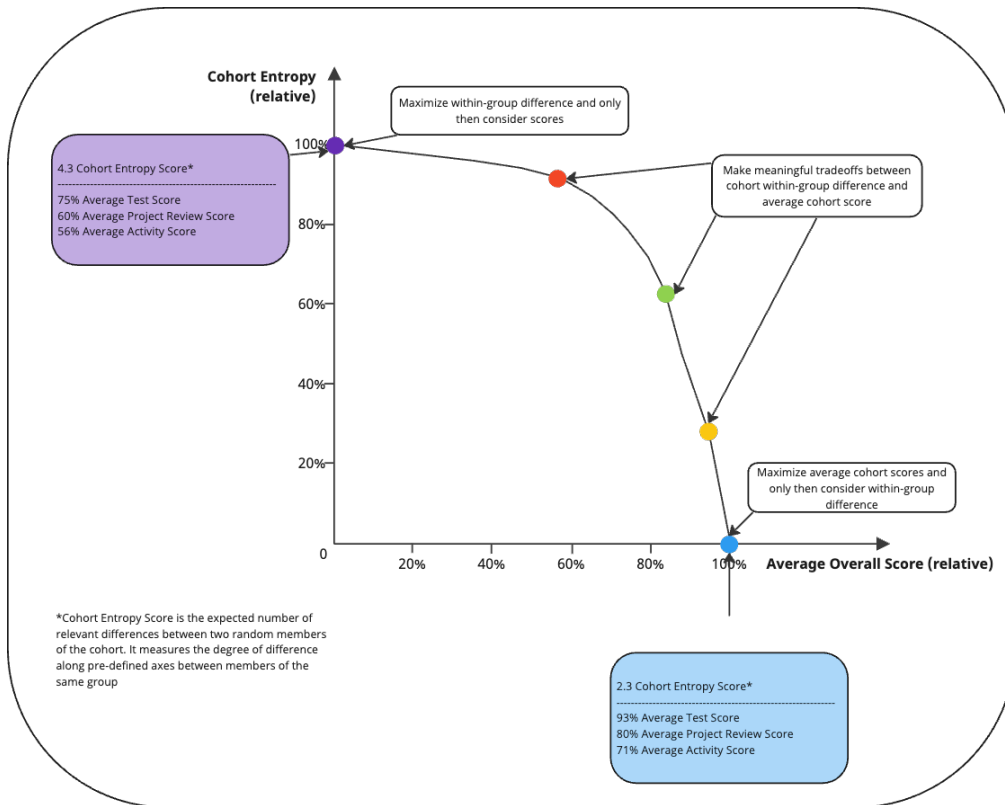 Cohort Entropy
(relative)
Maximize within-group difference and only
then consider scores
100%
4.3 Cohort Entropy Score*
------------------------------------------------------------
75% Average Test Score
60% Average Project Review Score
56% Average Activity Score
Make meaningful tradeoffs between
cohort within-group difference and
average cohort score
80%
60%
40%
20%
Maximize average cohort scores and
only then consider within-group
difference
0
20%
40%
60%
80%
100%
Average Overall Score (relative)
*Cohort Entropy Score is the expected number of
relevant differences between two random members
of the cohort. It measures the degree of difference
along pre-defined axes between members of the
same group
2.3 Cohort Entropy Score*
------------------------------------------------------------
93% Average Test Score
80% Average Project Review Score
71% Average Activity Score